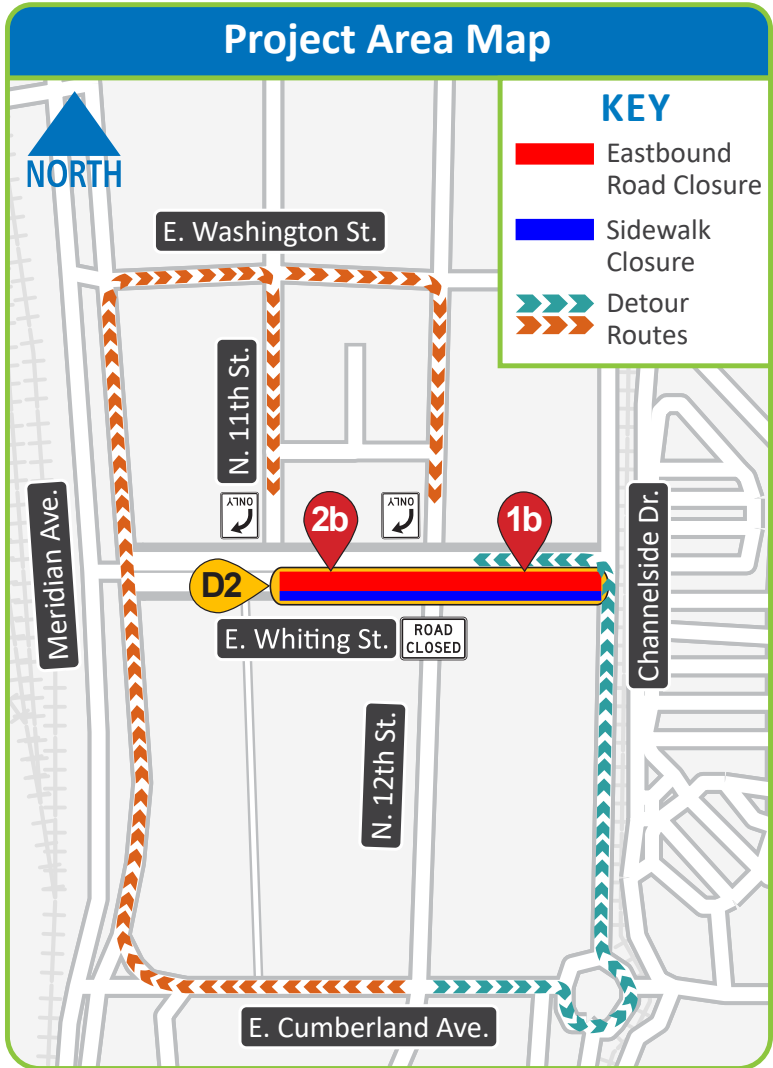 Project Area Map
NORTH
KEY
Eastbound
Road Closure
Sidewalk
Closure
Detour
Routes
E. Washington St.
N. 11th St.
ONLY
ONLY
2b
1b
D2
Meridian Ave.
Channelside Dr.
E. Whiting St.
ROAD
CLOSED
N. 12th St.
E. Cumberland Ave.